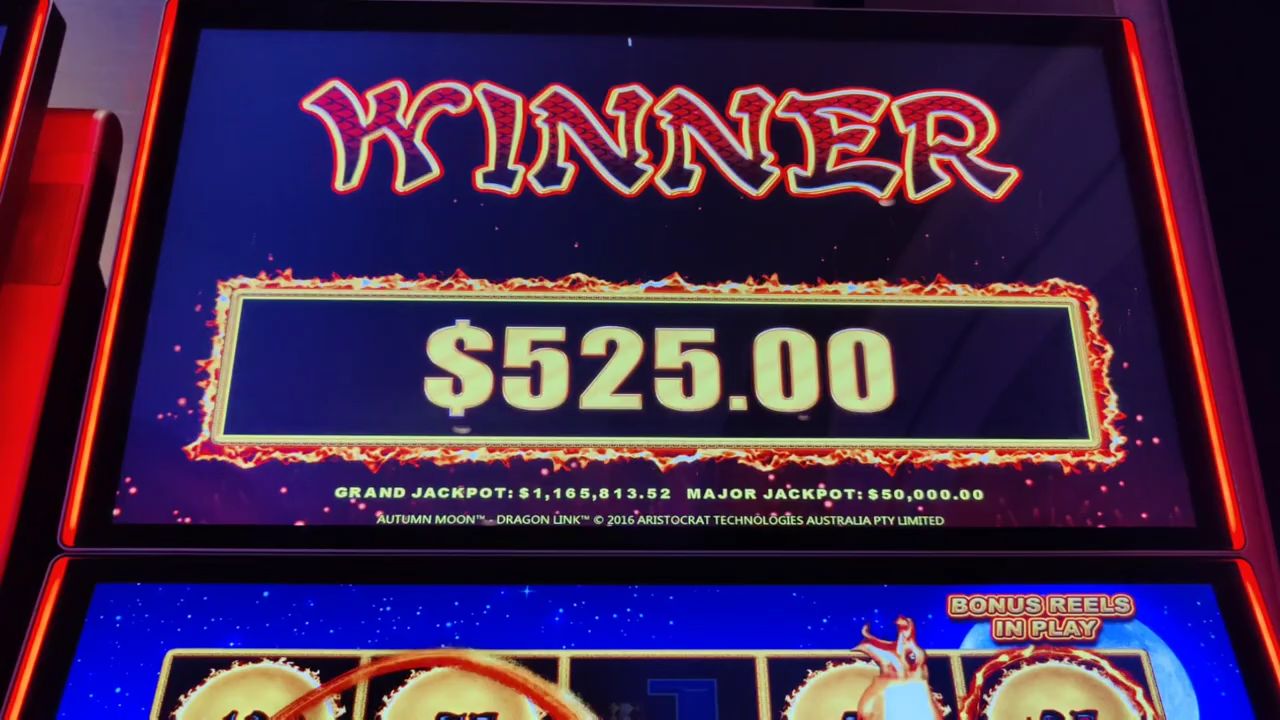 WINNER
$525.00
GRAND JACKPOT: $1,165,813.52 MAJOR JACKPOT: $50,000.00
AUTUMN MOON™ - DRAGON LINK™ © 2016 ARISTOCRAT TECHNOLOGIES AUSTRALIA PTY LIMITED
BONUS REELS
IN PLAY